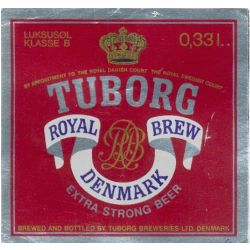 LUKSUSØL
KLASSE B
0,33 l..
BY APPOINTMENT TO THE ROYAL DANISH COURT THE ROYAL SWEDISH COURT
TUBORG
ROYAL BREW
DENMARK
EXTRA STRONG BEER
BREWED AND BOTTLED BY TUBORG BREWERIES LTD. DENMARK